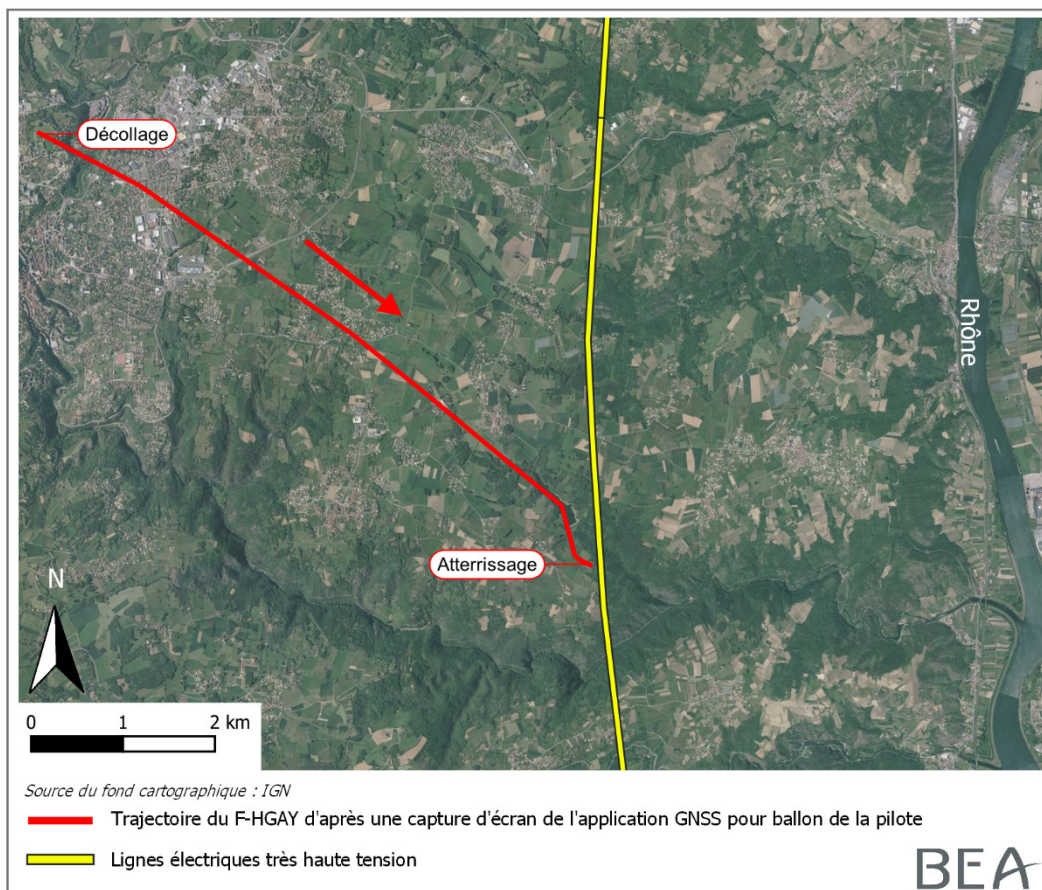 Décollage
Rhône
Atterrissage
N
0 1 2 km
Source du fond cartographique : IGN
Trajectoire du F-HGAY d'après une capture d'écran de l'application GNSS pour ballon de la pilote
Lignes électriques très haute tension
BEA